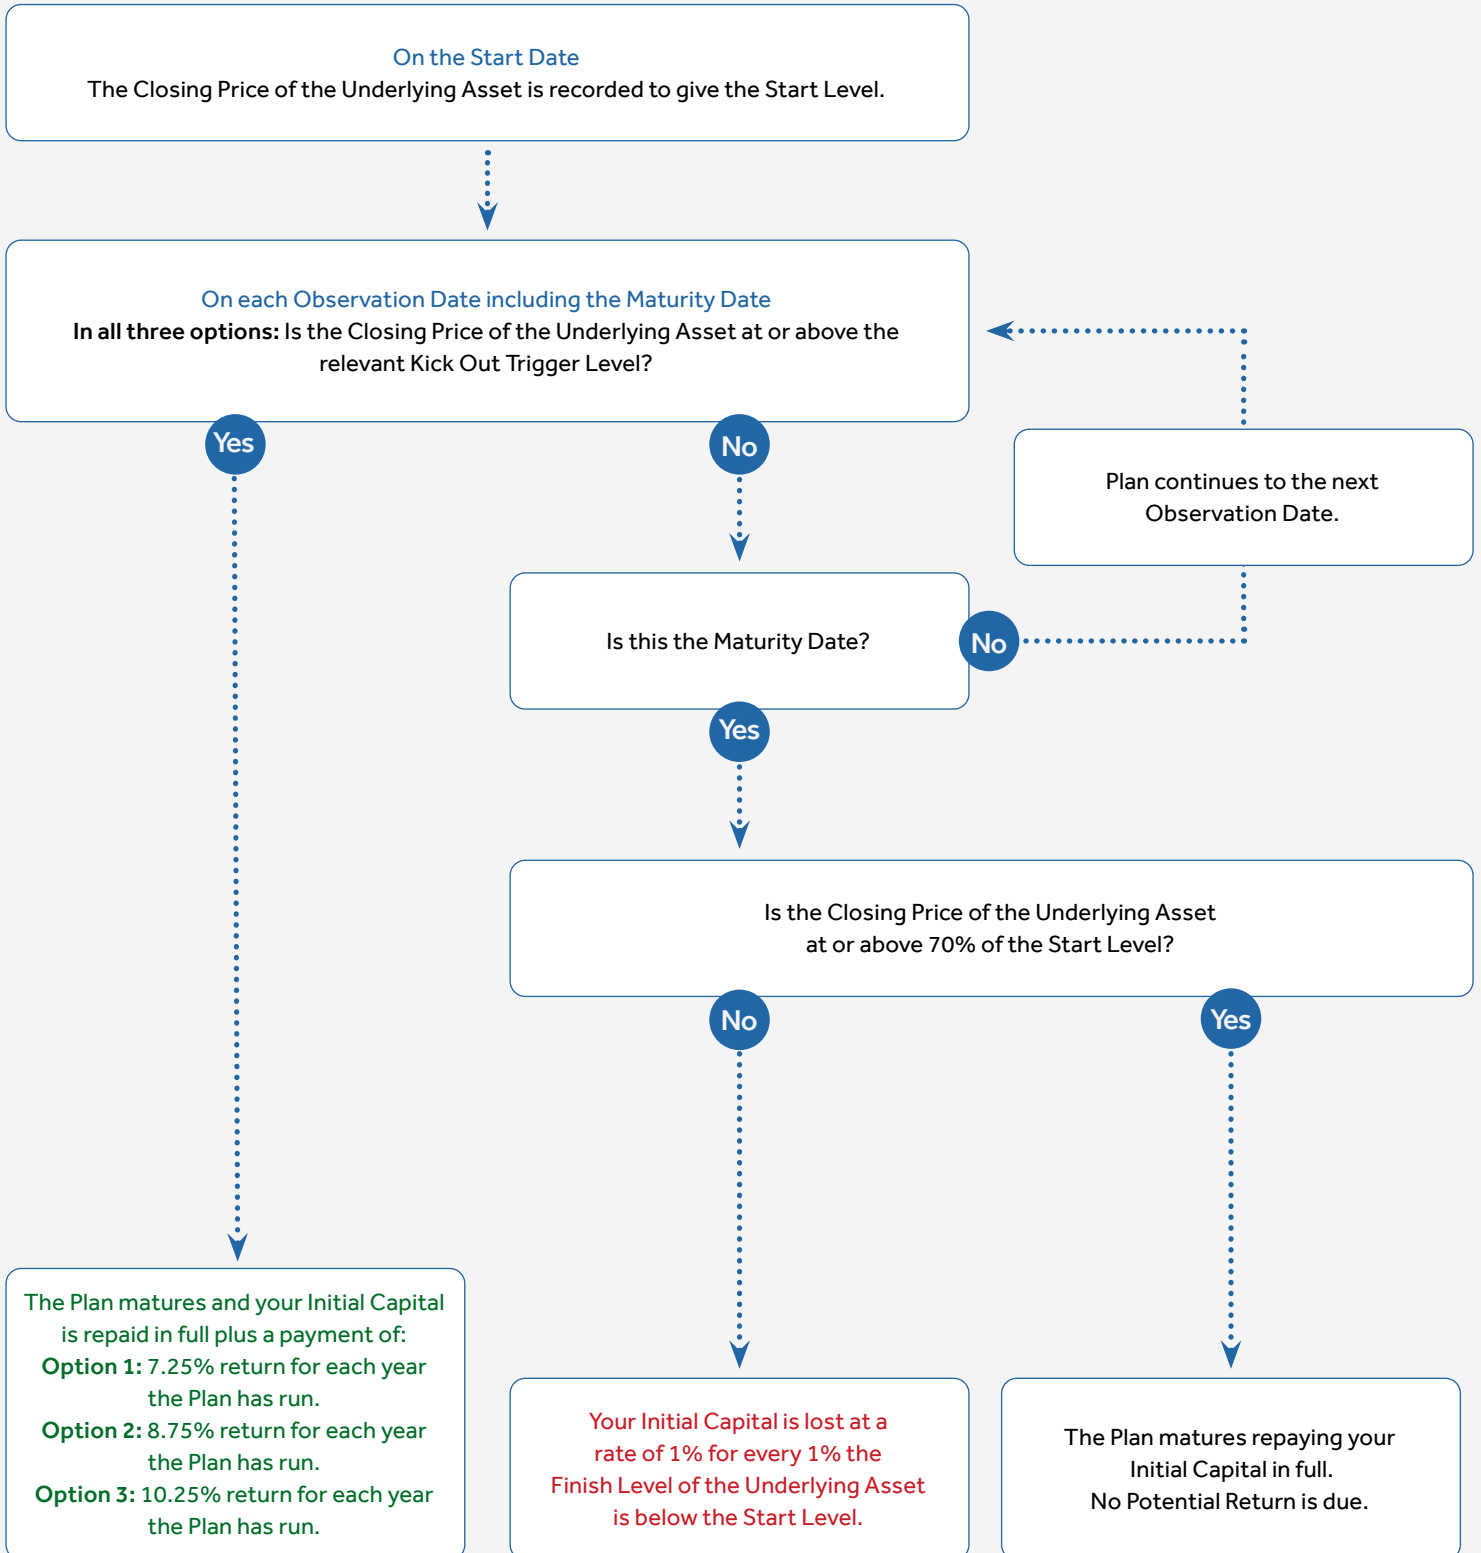 On the Start Date
The Closing Price of the Underlying Asset is recorded to give the Start Level.
On each Observation Date including the Maturity Date
In all three options: Is the Closing Price of the Underlying Asset at or above the
relevant Kick Out Trigger Level?
Yes
No
Plan continues to the next
Observation Date.
Is this the Maturity Date?
No
Yes
Is the Closing Price of the Underlying Asset
at or above 70% of the Start Level?
No
Yes
The Plan matures and your Initial Capital
is repaid in full plus a payment of:
Option 1: 7.25% return for each year
the Plan has run.
Option 2: 8.75% return for each year
the Plan has run.
Option 3: 10.25% return for each year
the Plan has run.
Your Initial Capital is lost at a
rate of 1% for every 1% the
Finish Level of the Underlying Asset
is below the Start Level.
The Plan matures repaying your
Initial Capital in full.
No Potential Return is due.